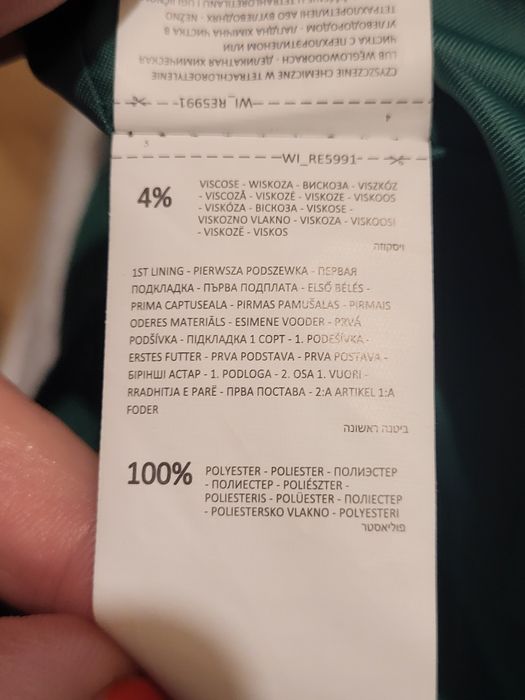 TETRACHLOROETYLENIE
CZYSZCZENIE CHEMICZNE W TETRACHLOROETYLENIE
LUB WĘGLOWODORACH - ДЕЛИКАТНАЯ ХИМИЧЕСКАЯ
ЧИСТКА С ПЕРХЛОРЭТИЛЕНОМ ИЛИ
УГЛЕВОДОРОДОМ - ЛАГІДНА ХІМІЧНА ЧИСТКА В
ТЕТРАХЛОРЕТИЛЕНІ АБО ВУГЛЕВОДНЯХ - NEŽNO
WI_RE5991
4
3
WI_RE5991
4% VISCOSE - WISKOZA - ВИСКОЗА - VISZKÓZ
- VISCOZĂ - VISKOZĖ - VISKOZE - VISKOOS
- VISKÓZA - ВІСКОЗА - VISKOSE -
VISKOZNO VLAKNO - VISKOZA - VISKOOSI
- VISKOZË - VISKOS
ויסקוזה
1ST LINING - PIERWSZA PODSZEWKA - ПЕРВАЯ
ПОДКЛАДКА - ПЪРВА ПОДПЛАТА - ELSŐ BÉLÉS -
PRIMA CAPTUSEALA - PIRMAS PAMUŠALAS - PIRMAIS
ODERES MATERIĀLS - ESIMENE VOODER - PRVÁ
PODŠÍVKA - ПІДКЛАДКА 1 СОРТ - 1. PODEŠÍVKA -
ERSTES FUTTER - PRVA PODSTAVA - PRVA POSTAVA -
БІРІНШІ АСТАР - 1. PODLOGA - 2. OSA 1. VUORI -
RRADHITJA E PARË - ПРВА ПОСТАВА - 2:A ARTIKEL 1:A
FODER
ביטנה ראשונה
100% POLYESTER - POLIESTER - ПОЛИЭСТЕР
- ПОЛИЕСТЕР - POLIÉSZTER -
POLIESTERIS - POLÜESTER - ПОЛІЕСТЕР
- POLIESTERSKO VLAKNO - POLYESTERI
פוליאסטר